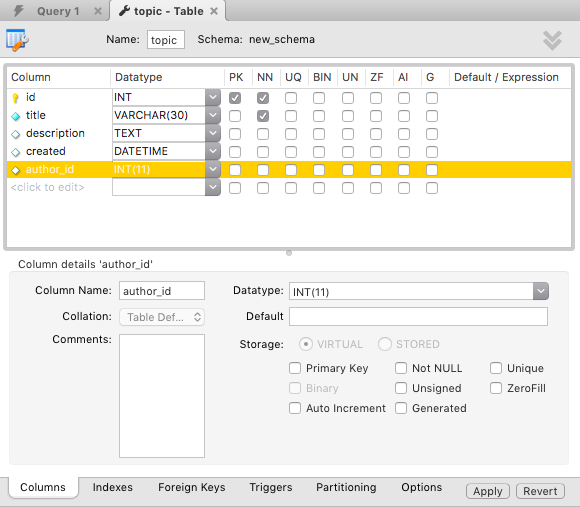 Query 1 topic - Table
Name: topic Schema: new_schema
Column Datatype PK NN UQ BIN UN ZF AI G Default / Expression
id INT
title VARCHAR(30)
description TEXT
created DATETIME
author_id INT(11)
<click to edit>
Column details 'author_id'
Column Name: author_id Datatype: INT(11)
Collation: Table Def... Default
Comments: Storage: VIRTUAL STORED
Primary Key Not NULL Unique
Binary Unsigned ZeroFill
Auto Increment Generated
Columns Indexes Foreign Keys Triggers Partitioning Options Apply Revert